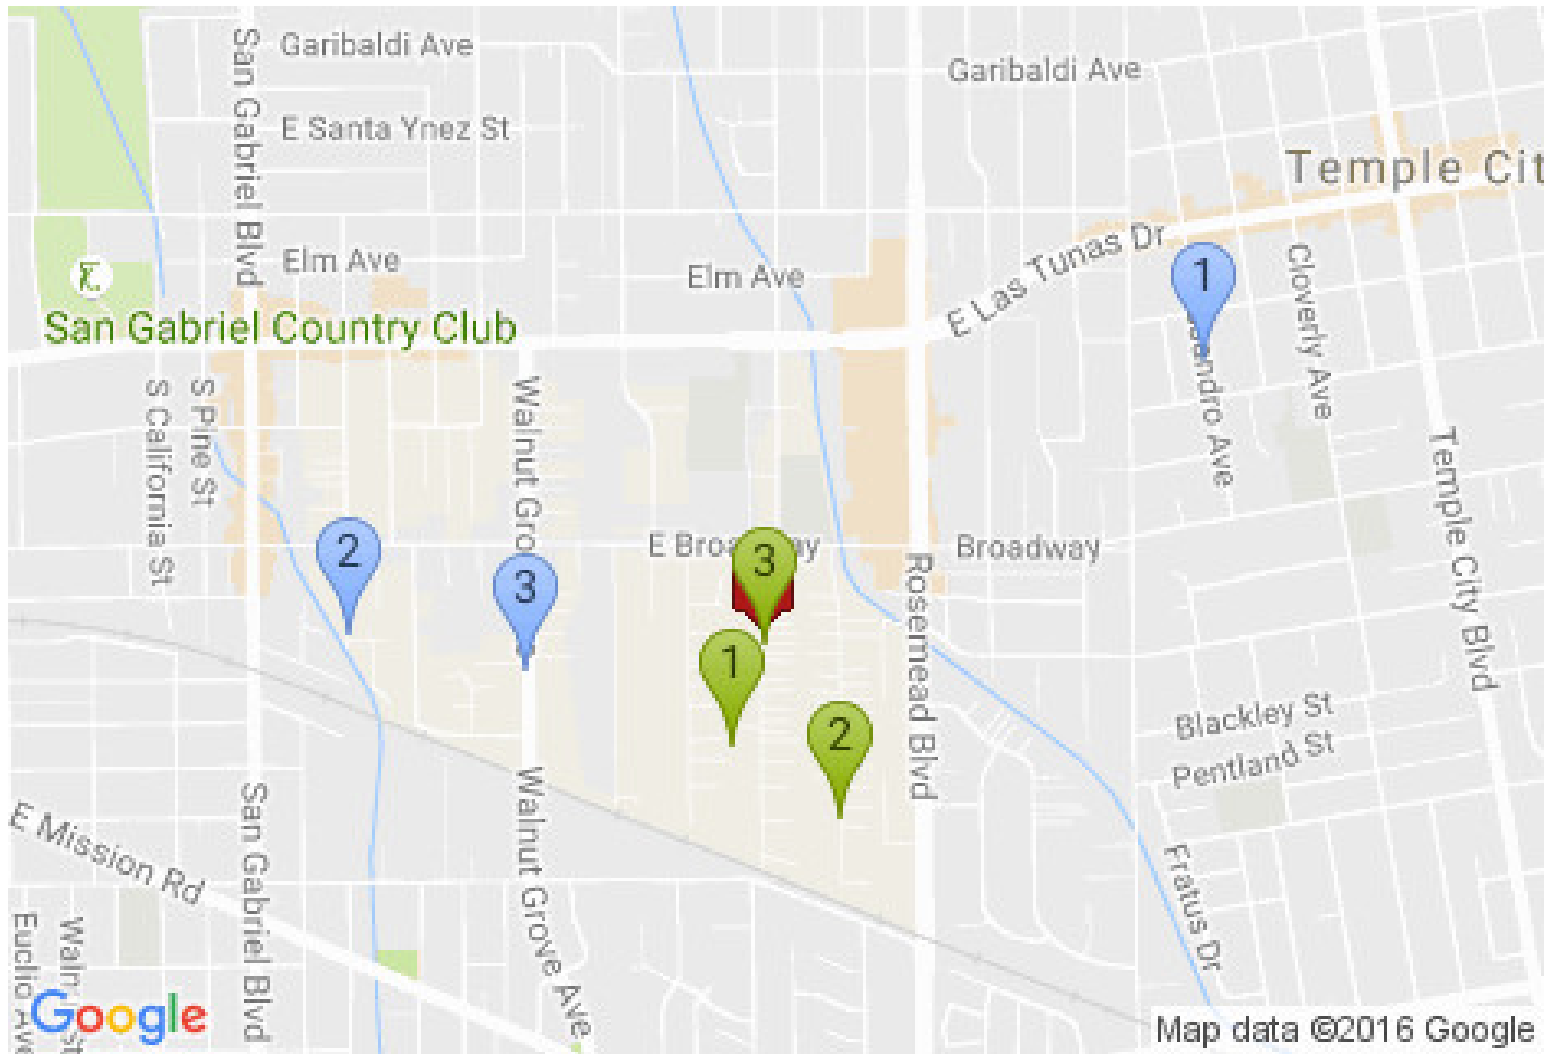 Garibaldi Ave
Garibaldi Ave
San Gabriel Blvd
E Santa Ynez St
Temple Cit
Elm Ave
Elm Ave
E Las Tunas Dr
1
Cloverly Ave
San Gabriel Country Club
S Pine St
S California St
Walnut Gro
Temple City Blvd
2
E Broa
Broadway
3
3
Rosemead Blvd
1
2
Blackley St
Pentland St
E Mission Rd
San Gabriel Blvd
Walnut Grove Ave
Fratus Dr
Google
Map data ©2016 Google